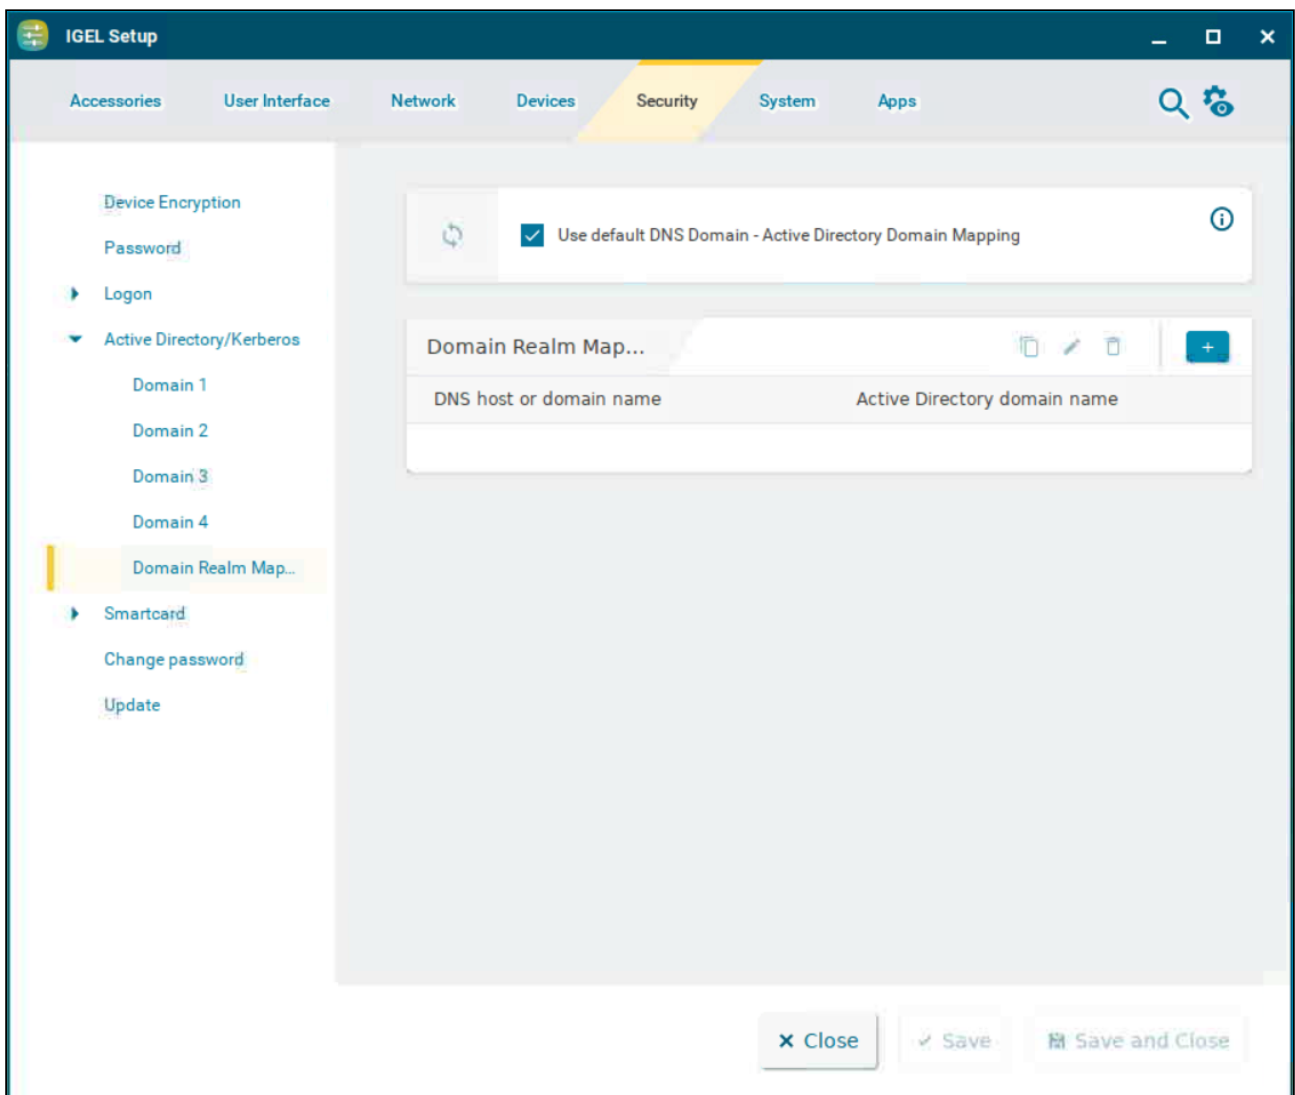 IGEL Setup
Accessories User Interface Network Devices Security System Apps
Device Encryption
Password
Logon
Active Directory/Kerberos
Domain 1
Domain 2
Domain 3
Domain 4
Domain Realm Map...
Smartcard
Change password
Update
Use default DNS Domain - Active Directory Domain Mapping
Domain Realm Map...
DNS host or domain name Active Directory domain name
Close Save Save and Close